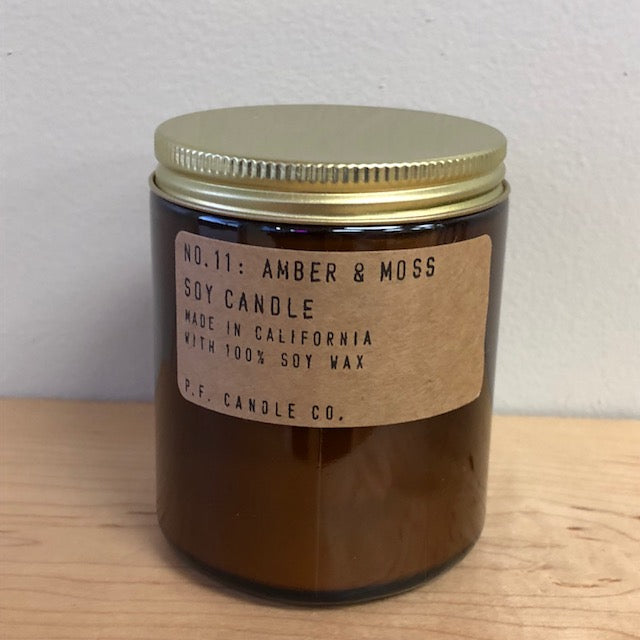 NO.11: AMBER & MOSS
SOY CANDLE
MADE IN CALIFORNIA
WITH 100% SOY WAX
P.F. CANDLE CO.